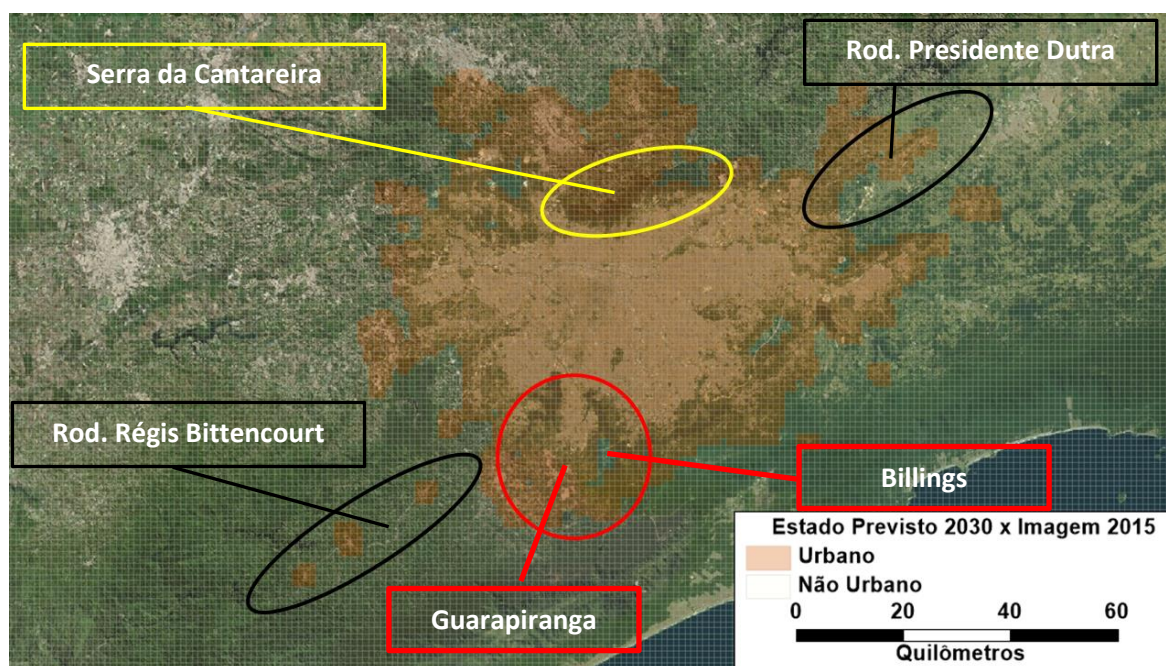 Serra da Cantareira
Rod. Presidente Dutra
Rod. Régis Bittencourt
Billings
Guarapiranga
Estado Previsto 2030 x Imagem 2015
Urbano
Não Urbano
0 20 40 60
Quilômetros